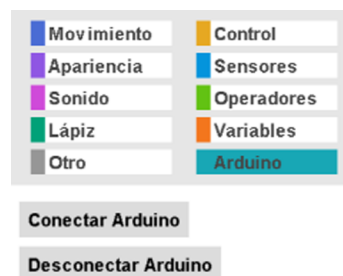 Movimiento
Control
Apariencia
Sensores
Sonido
Operadores
Lápiz
Variables
Otro
Arduino
Conectar Arduino
Desconectar Arduino